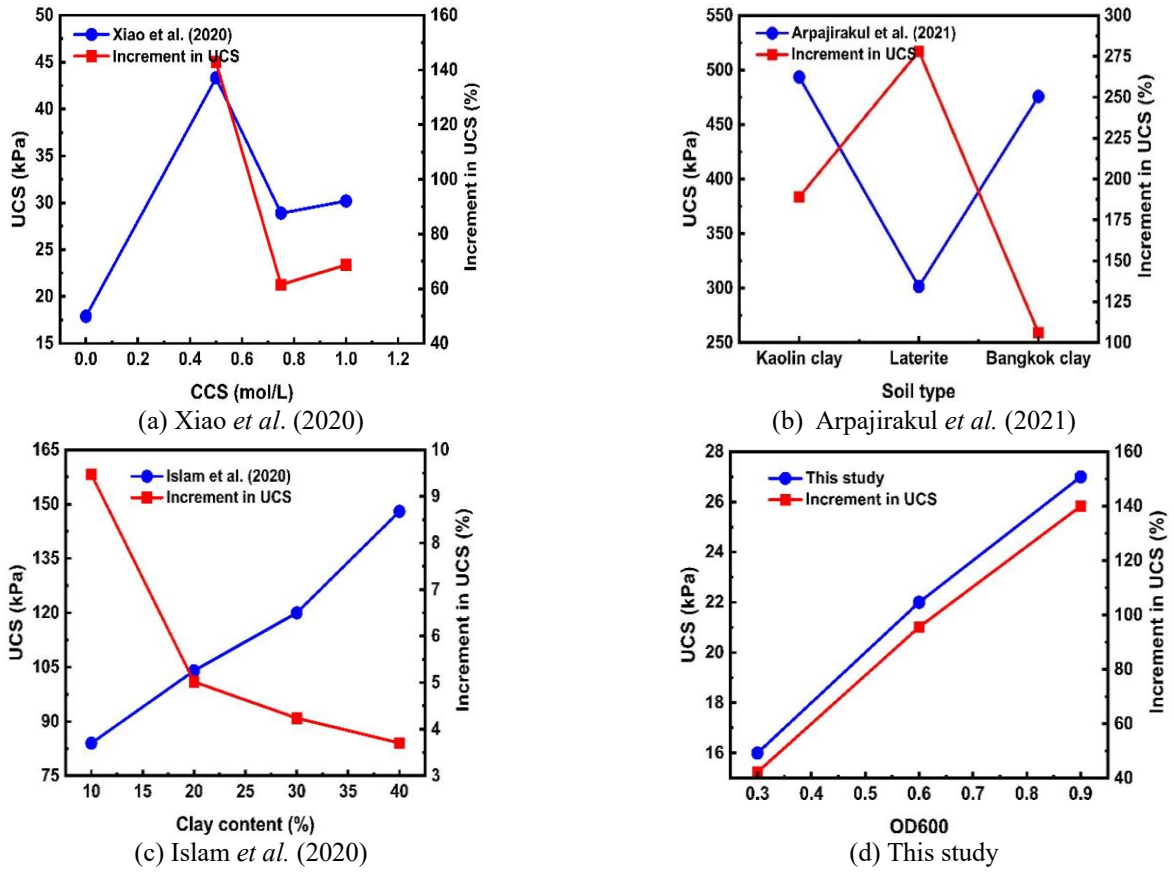 Xiao et al. (2020)
Increment in UCS
UCS (kPa)
50
45
40
35
30
25
20
15
160
140
120
100
80
60
40
Increment in UCS (%)
0.0 0.2 0.4 0.6 0.8 1.0 1.2
CCS (mol/L)
(a) Xiao et al. (2020)
Arpajirakul et al. (2021)
Increment in UCS
UCS (kPa)
550
500
450
400
350
300
250
300
275
250
225
200
175
150
125
100
Increment in UCS (%)
Kaolin clay Laterite Bangkok clay
Soil type
(b) Arpajirakul et al. (2021)
Islam et al. (2020)
Increment in UCS
UCS (kPa)
165
150
135
120
105
90
75
10
9
8
7
6
5
4
3
Increment in UCS (%)
10 15 20 25 30 35 40
Clay content (%)
(c) Islam et al. (2020)
This study
Increment in UCS
UCS (kPa)
28
26
24
22
20
18
16
160
140
120
100
80
60
40
Increment in UCS (%)
0.3 0.4 0.5 0.6 0.7 0.8 0.9
OD600
(d) This study